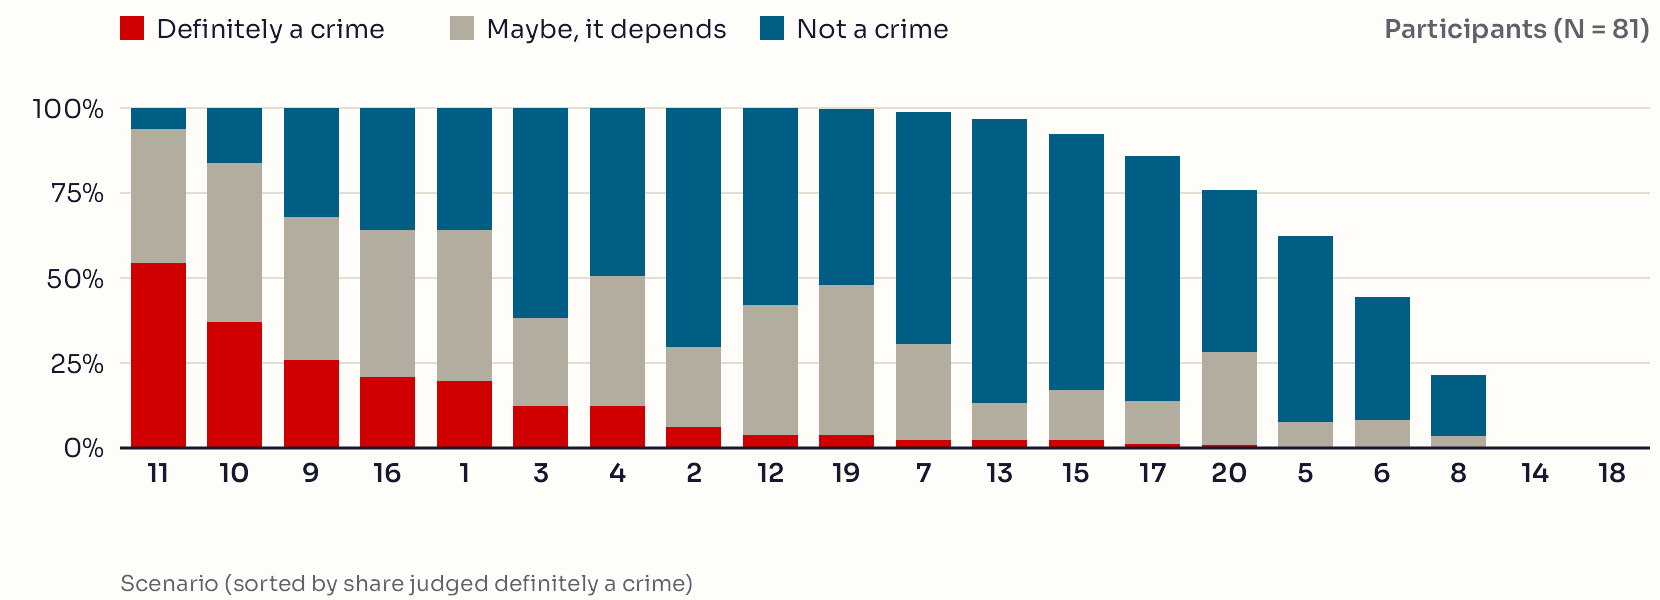 Definitely a crime Maybe, it depends Not a crime Participants (N = 81)
100%
75%
50%
25%
0%
11 10 9 16 1 3 4 2 12 19 7 13 15 17 20 5 6 8 14 18
Scenario (sorted by share judged definitely a crime)